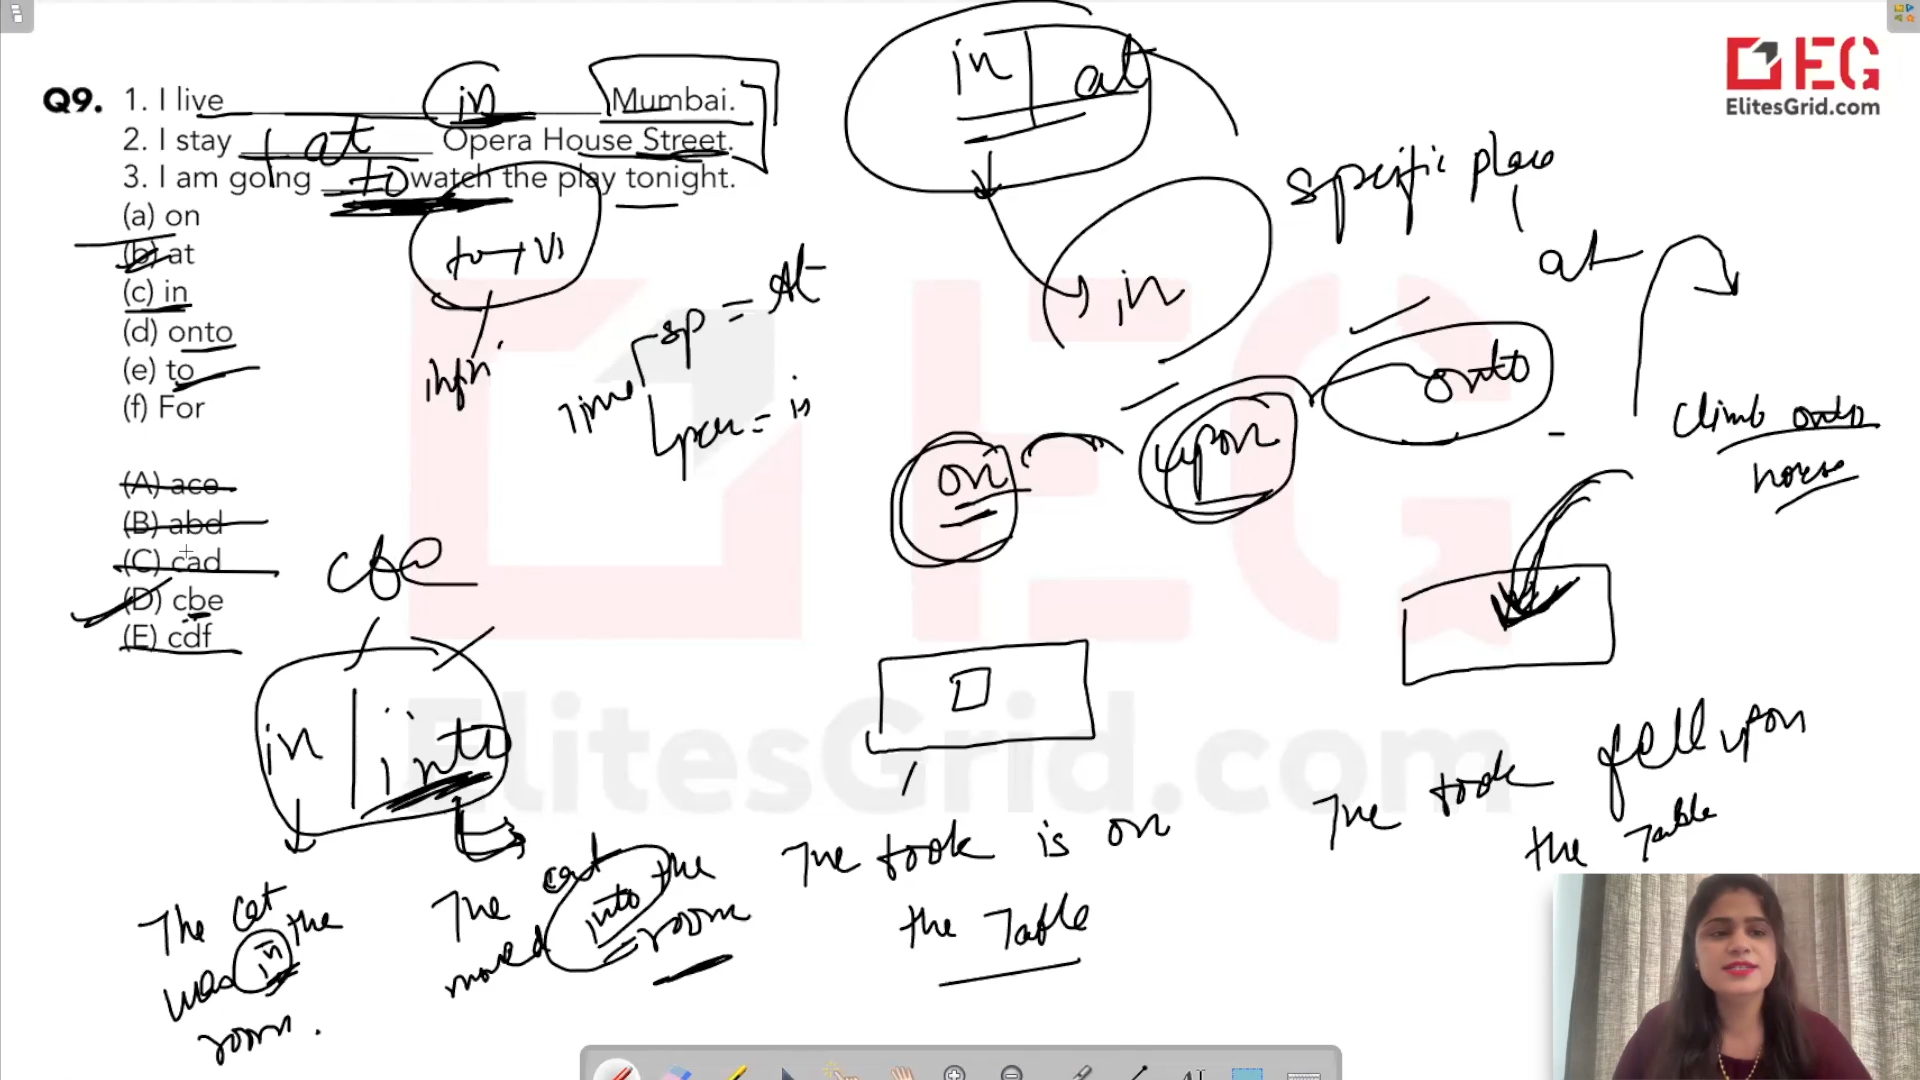 Q9. 1. I live in Mumbai.
2. I stay at Opera House Street.
3. I am going to watch the play tonight.
(a) on
(b) at
(c) in
(d) onto
(e) to
(f) For
(A) ace
(B) abd
(C) cad
(D) cbe
(E) cdf
cbe
in | at
specific place
at
in
to + V1
Time
sp = At
in | into
on
upon
onto
climb onto
horse
The cat
was in the
room.
The cat
moved into the
room
The book is on
the Table
The book fell upon
the Table
EG
ElitesGrid.com
EG
ElitesGrid.com